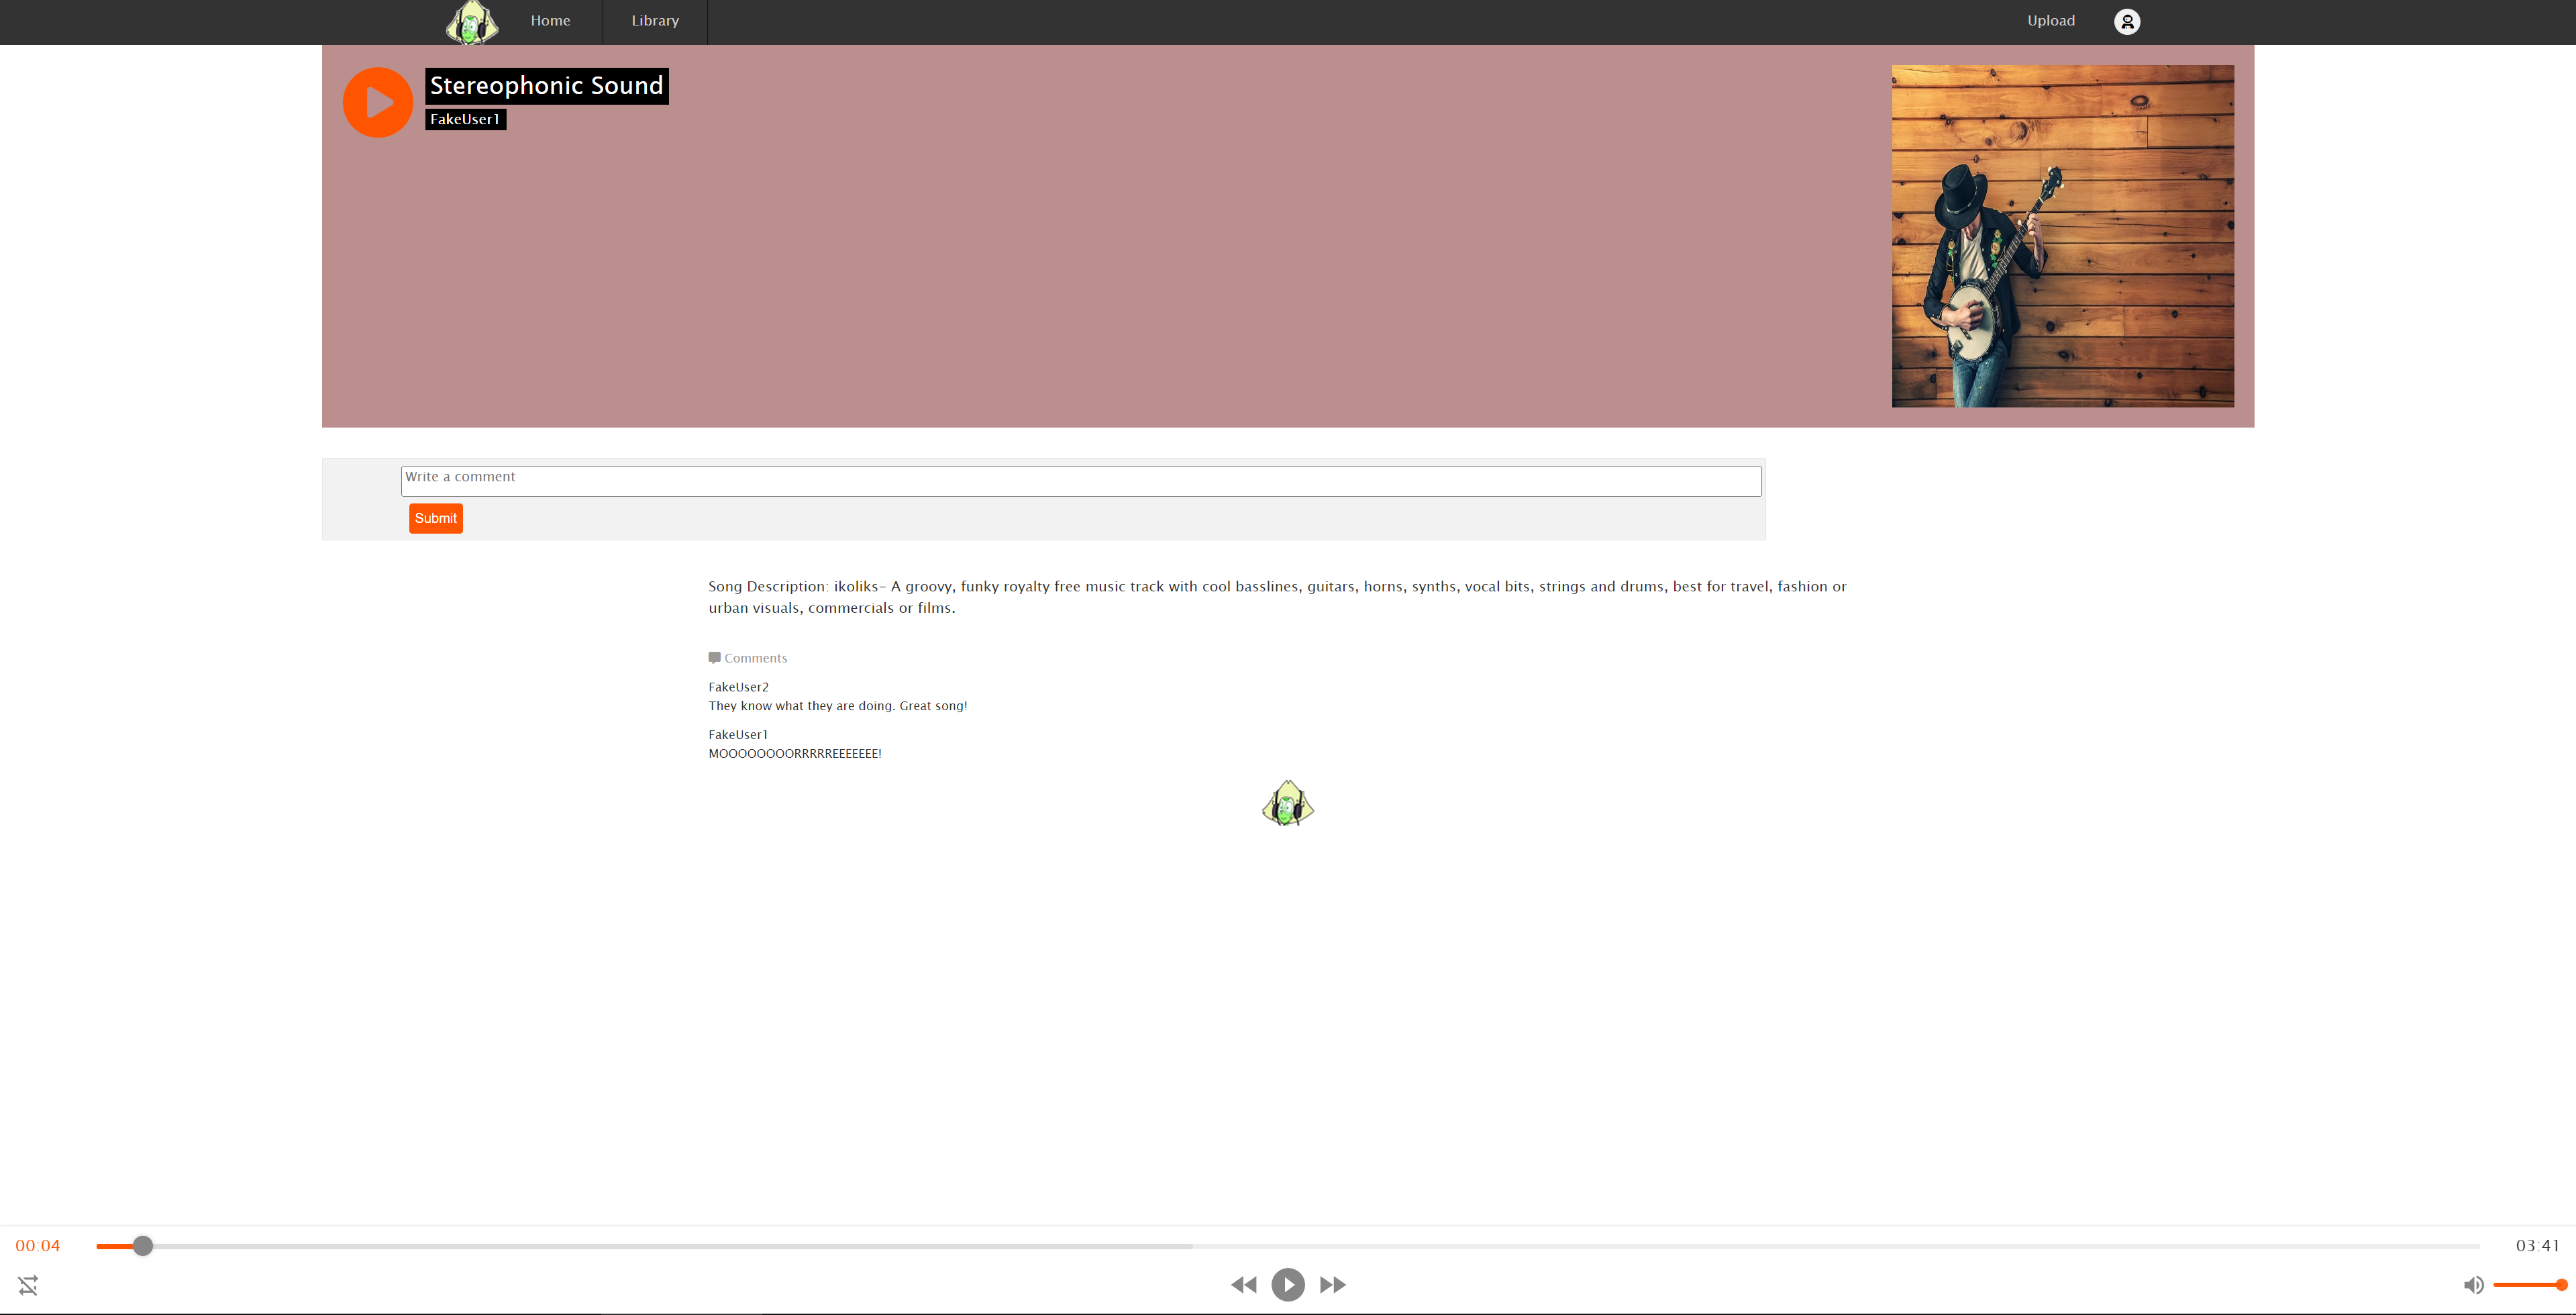 Home
Library
Upload
Stereophonic Sound
FakeUser1
Write a comment
Submit
Song Description: ikoliks- A groovy, funky royalty free music track with cool basslines, guitars, horns, synths, vocal bits, strings and drums, best for travel, fashion or
urban visuals, commercials or films.
Comments
FakeUser2
They know what they are doing. Great song!
FakeUser1
MOOOOOOOORRRRREEEEEEE!
00:04
03:41